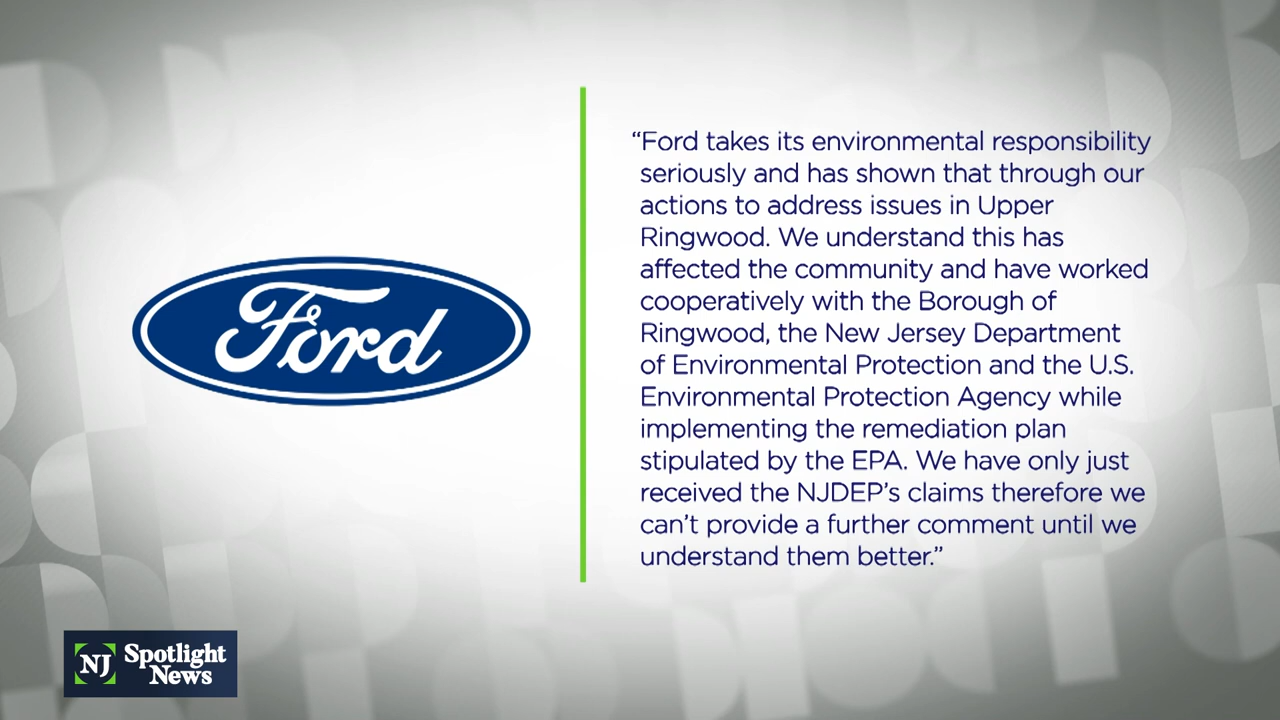 Ford
“Ford takes its environmental responsibility
seriously and has shown that through our
actions to address issues in Upper
Ringwood. We understand this has
affected the community and have worked
cooperatively with the Borough of
Ringwood, the New Jersey Department
of Environmental Protection and the U.S.
Environmental Protection Agency while
implementing the remediation plan
stipulated by the EPA. We have only just
received the NJDEP’s claims therefore we
can’t provide a further comment until we
understand them better.”
NJ Spotlight
News